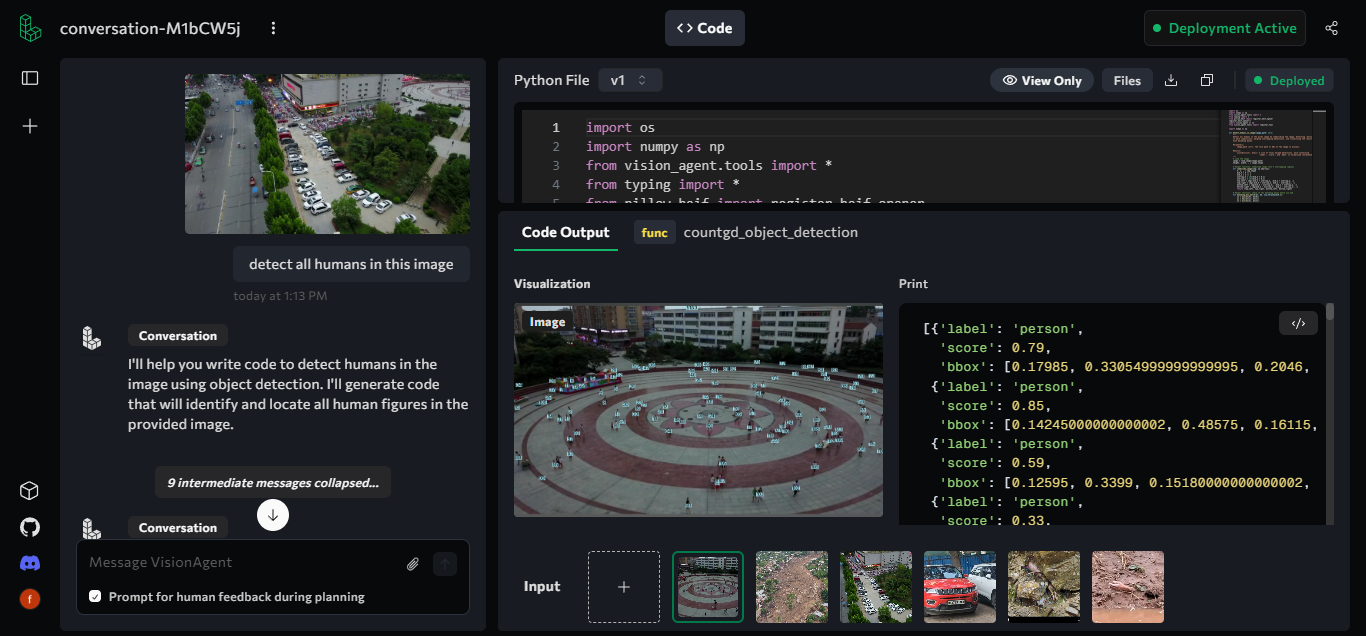 conversation-M1bCW5j
Code
Deployment Active
detect all humans in this image
today at 1:13 PM
Conversation
I'll help you write code to detect humans in the
image using object detection. I'll generate code
that will identify and locate all human figures in the
provided image.
9 intermediate messages collapsed...
Conversation
Message VisionAgent
Prompt for human feedback during planning
f
Python File
v1
View Only
Files
Deployed
1 import os
2 import numpy as np
3 from vision_agent.tools import *
4 from typing import *
5 from pillow_heif import register_heif_opener
Code Output
func
countgd_object_detection
Visualization
Image
Print
</>
[{'label': 'person',
'score': 0.79,
'bbox': [0.17985, 0.33054999999999995, 0.2046,
{'label': 'person',
'score': 0.85,
'bbox': [0.14245000000000002, 0.48575, 0.16115,
{'label': 'person',
'score': 0.59,
'bbox': [0.12595, 0.3399, 0.15180000000000002,
{'label': 'person',
'score': 0.33,
Input